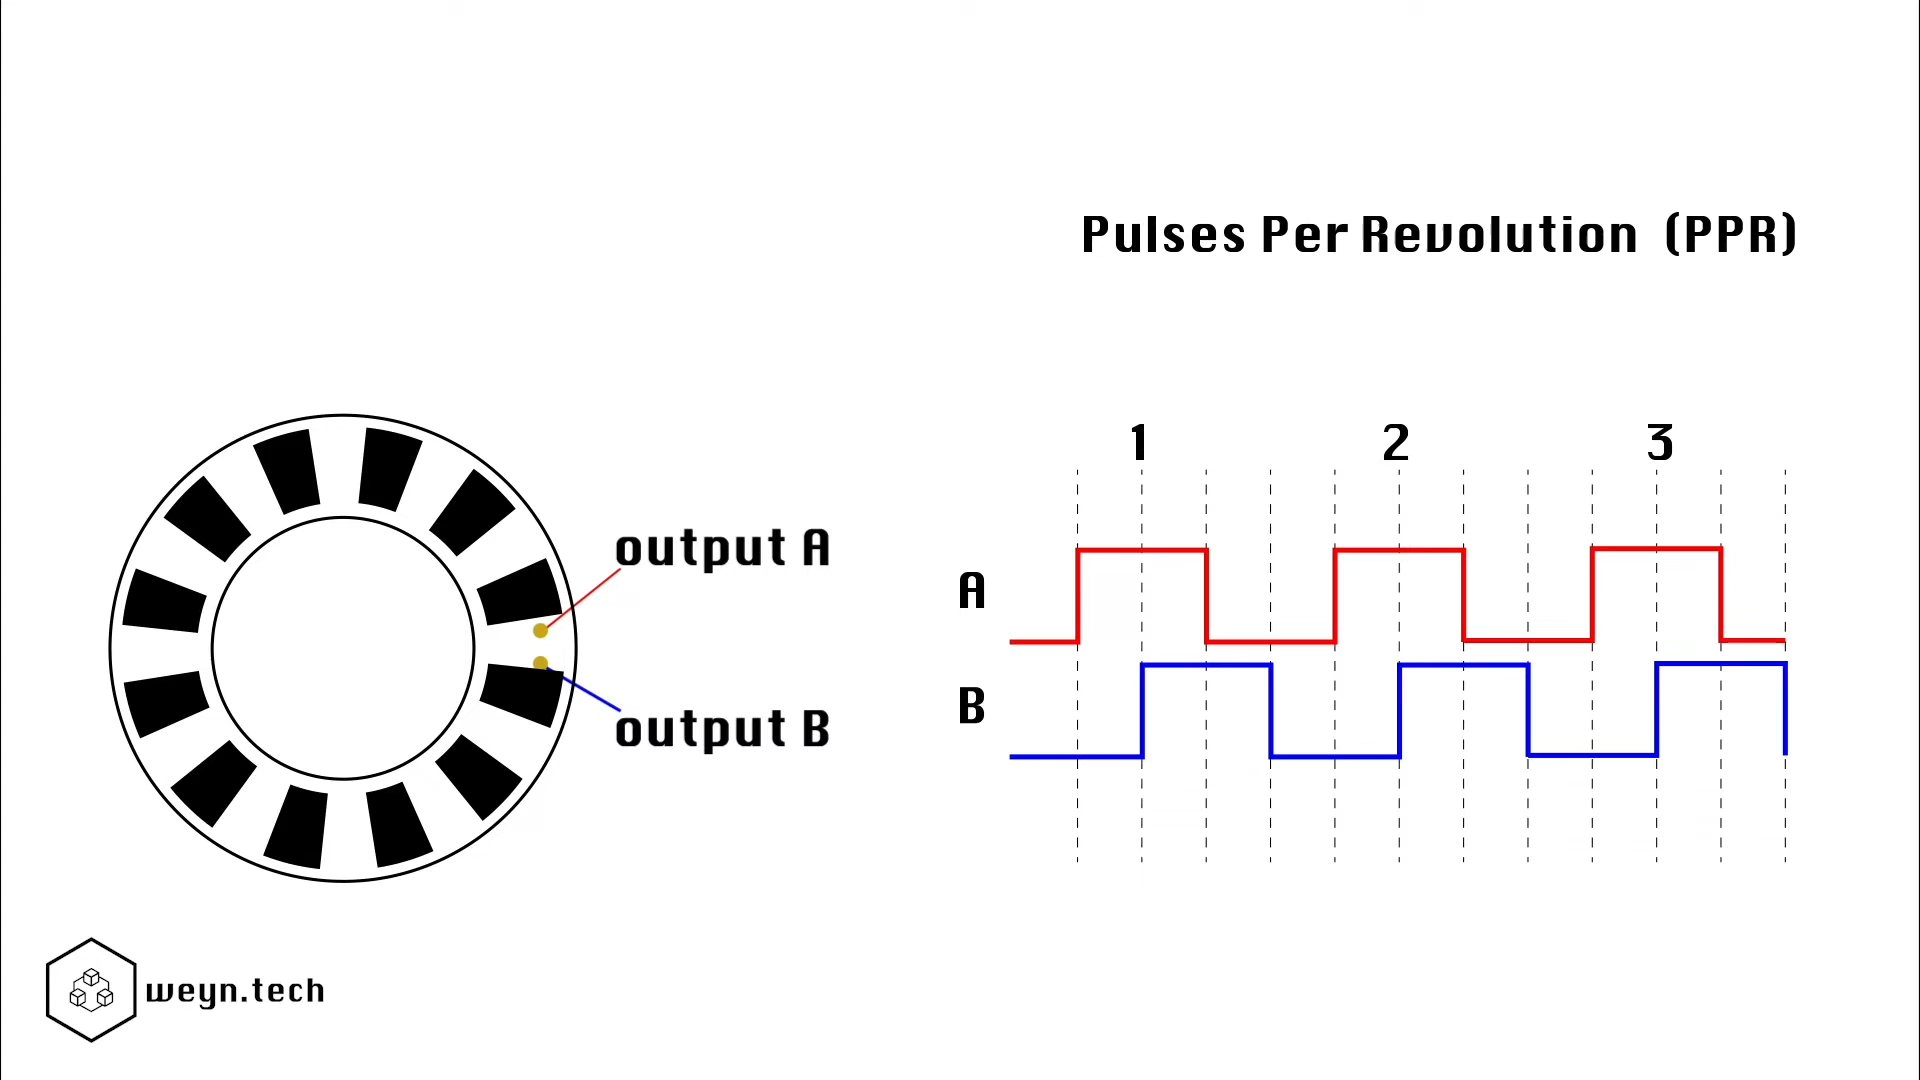 Pulses Per Revolution (PPR)
1 2 3
output A
A
B
output B
weyn.tech